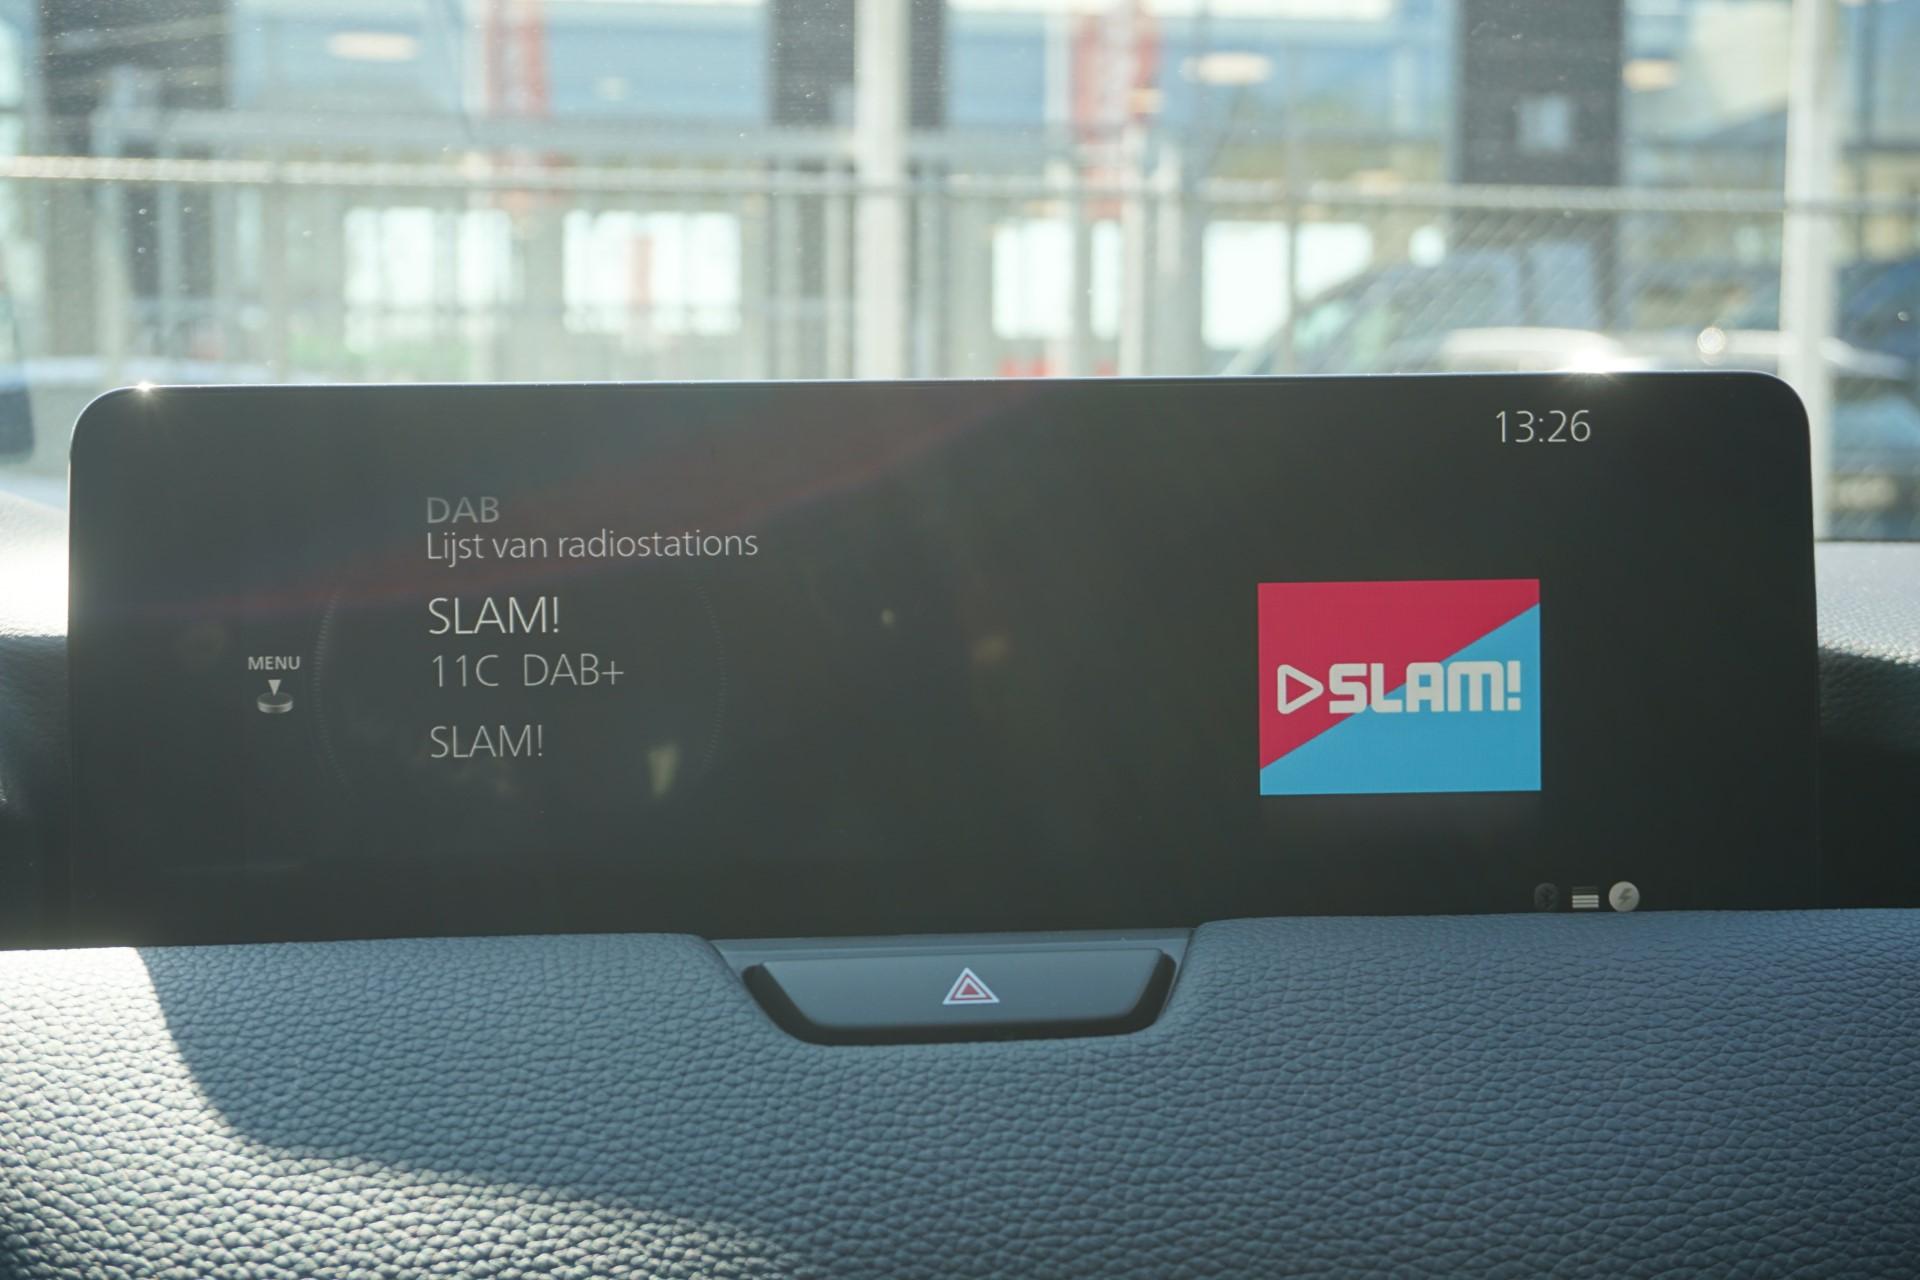 13:26
DAB
Lijst van radiostations
SLAM!
11C DAB+
MENU
SLAM!
SLAM!